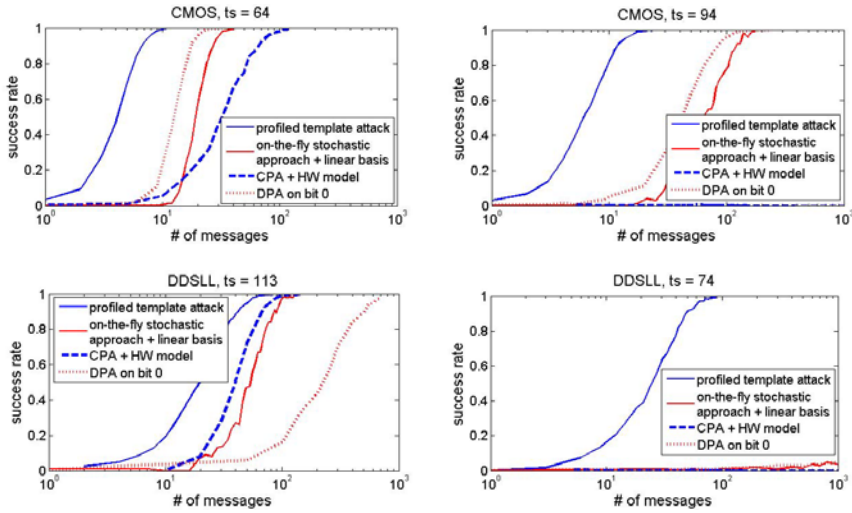 CMOS, ts = 64
success rate
1
0.8
0.6
0.4
0.2
0
profiled template attack
on-the-fly stochastic
approach + linear basis
CPA + HW model
DPA on bit 0
10^0
10^1
10^2
10^3
# of messages
CMOS, ts = 94
success rate
1
0.8
0.6
0.4
0.2
0
profiled template attack
on-the-fly stochastic
approach + linear basis
CPA + HW model
DPA on bit 0
10^0
10^1
10^2
10^3
# of messages
DDSLL, ts = 113
success rate
1
0.8
0.6
0.4
0.2
0
profiled template attack
on-the-fly stochastic
approach + linear basis
CPA + HW model
DPA on bit 0
10^0
10^1
10^2
10^3
# of messages
DDSLL, ts = 74
success rate
1
0.8
0.6
0.4
0.2
0
profiled template attack
on-the-fly stochastic
approach + linear basis
CPA + HW model
DPA on bit 0
10^0
10^1
10^2
10^3
# of messages